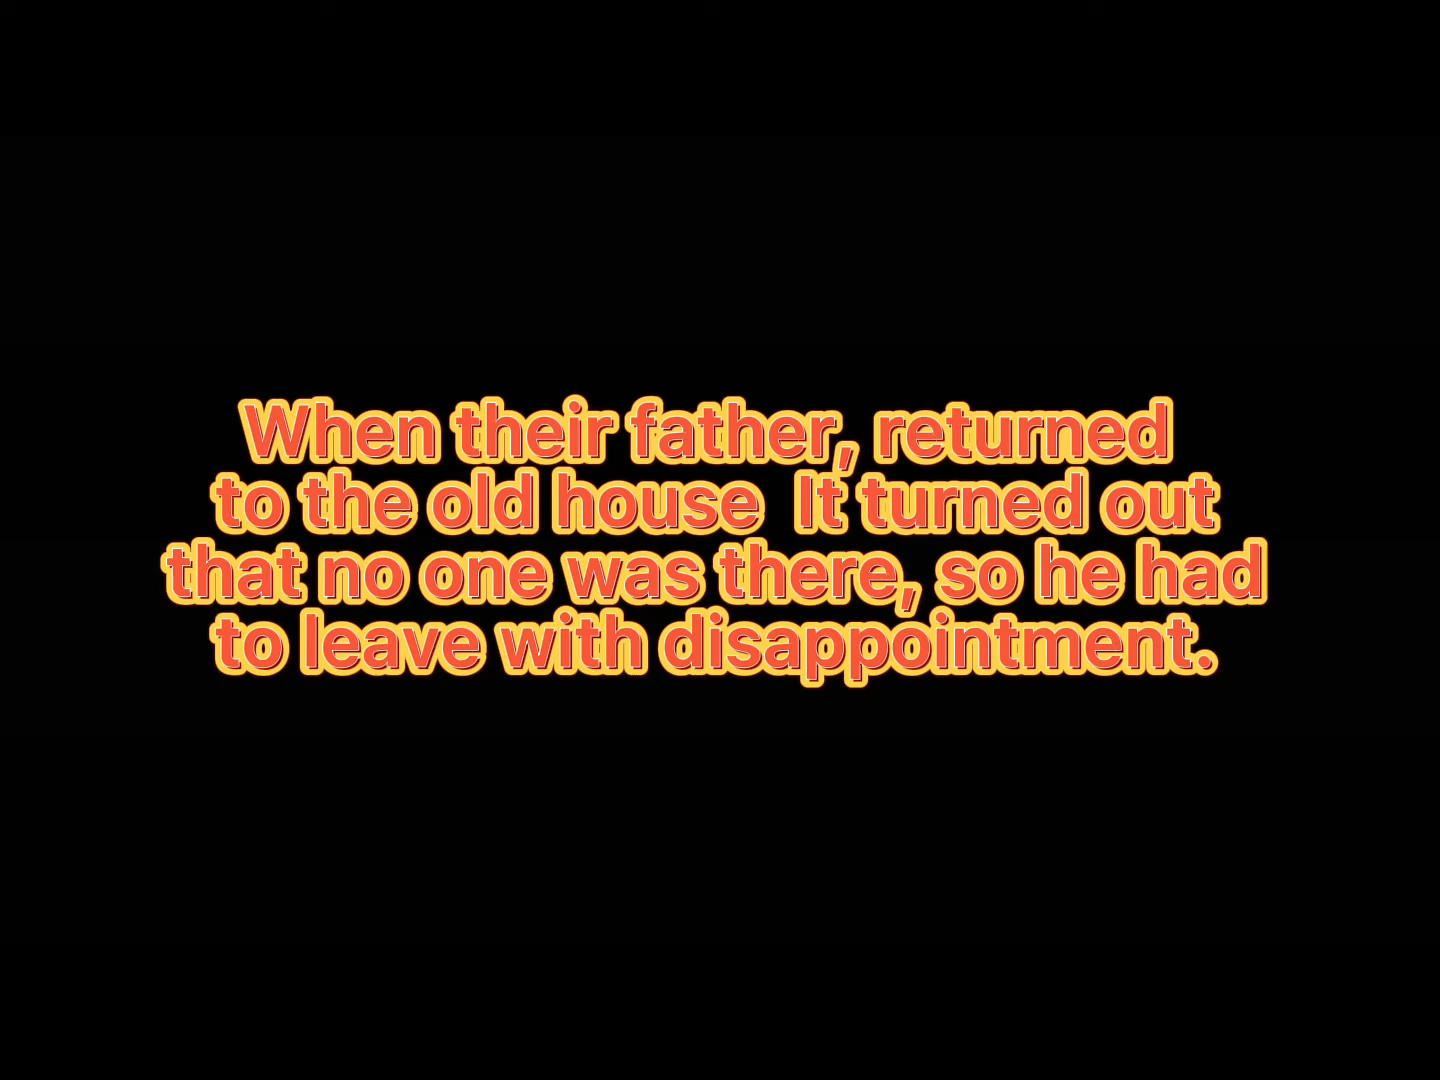 When their father, returned
to the old house  It turned out
that no one was there, so he had
to leave with disappointment.